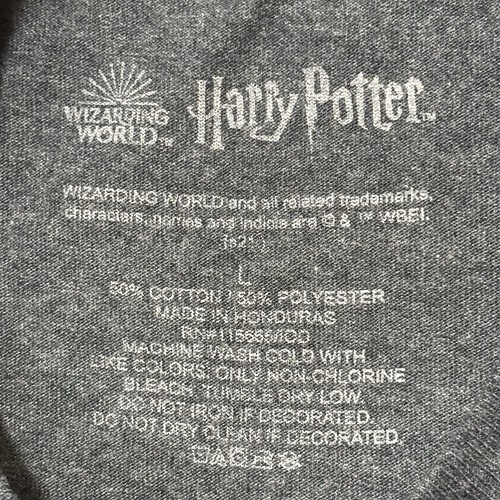 WIZARDING
WORLD™
Harry Potter™
WIZARDING WORLD and all related trademarks,
characters, names and indicia are © & ™ WBEI.
(s21)
L
50% COTTON / 50% POLYESTER
MADE IN HONDURAS
MACHINE WASH COLD WITH
LIKE COLORS. ONLY NON-CHLORINE
BLEACH. TUMBLE DRY LOW.
DO NOT IRON IF DECORATED.
DO NOT DRY CLEAN IF DECORATED.